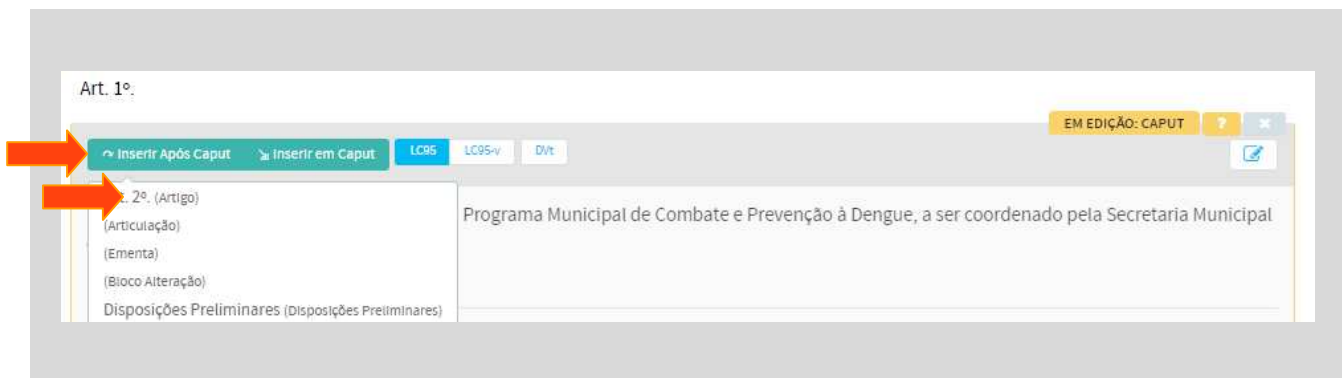 Art. 1º.
EM EDIÇÃO: CAPUT ?
Inserir Após Caput Inserir em Caput LC95 LC95-v DVt
2º. (Artigo)
Programa Municipal de Combate e Prevenção à Dengue, a ser coordenado pela Secretaria Municipal
(Articulação)
(Ementa)
(Bloco Alteração)
Disposições Preliminares (Disposições Preliminares)